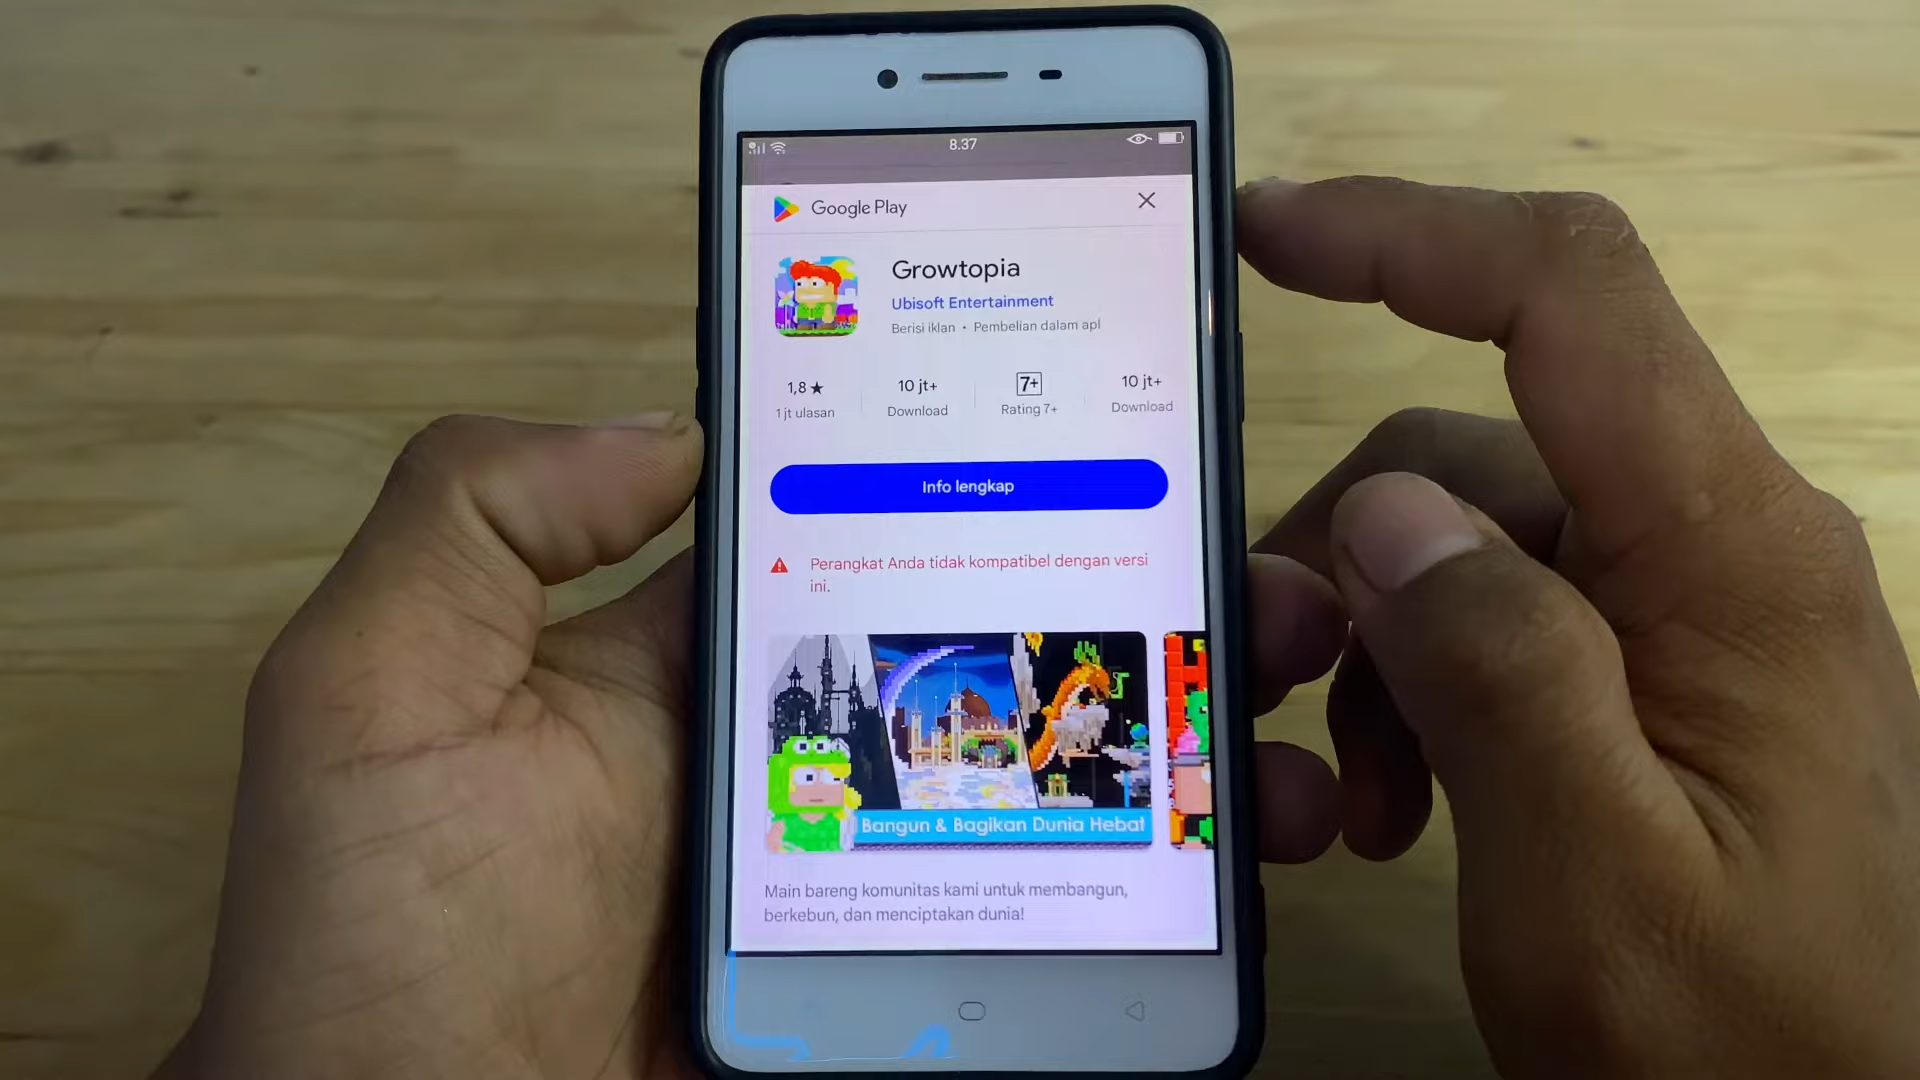 8.37
Google Play
Growtopia
Ubisoft Entertainment
Berisi iklan • Pembelian dalam apl
1,8 ★
10 jt+
7+
10 jt+
1 jt ulasan
Download
Rating 7+
Download
Info lengkap
Perangkat Anda tidak kompatibel dengan versi
ini.
Bangun & Bagikan Dunia Hebat
Main bareng komunitas kami untuk membangun,
berkebun, dan menciptakan dunia!